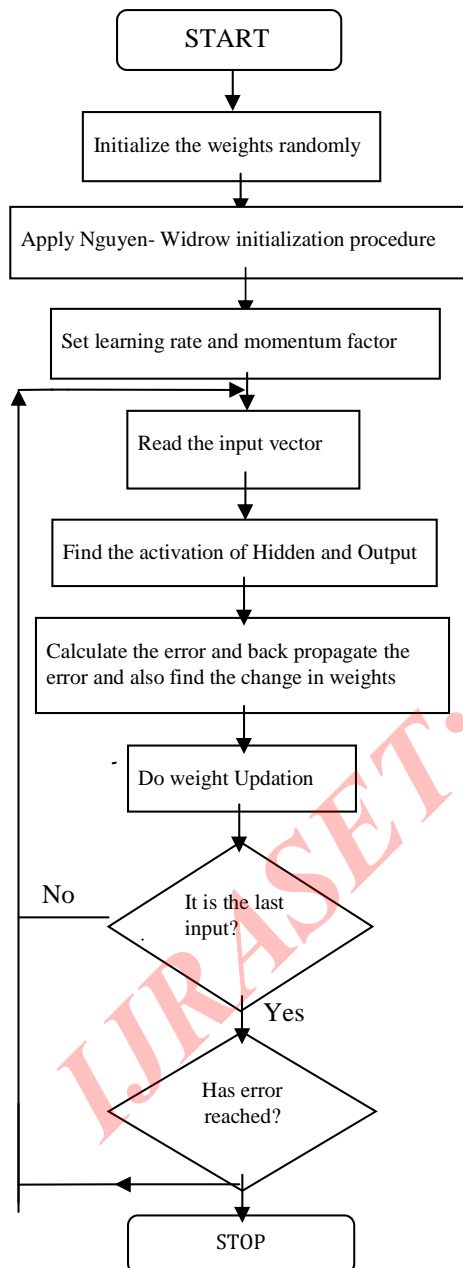 START
Initialize the weights randomly
Apply Nguyen- Widrow initialization procedure
Set learning rate and momentum factor
Read the input vector
Find the activation of Hidden and Output
Calculate the error and back propagate the
error and also find the change in weights
Do weight Updation
It is the last
input?
No
Yes
Has error
reached?
STOP
IJRASET